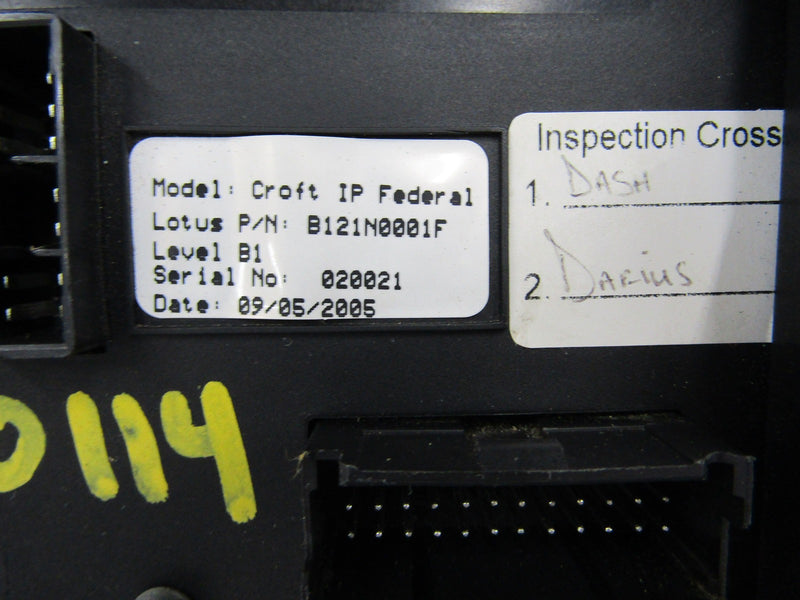 Model: Croft IP Federal
Lotus P/N: B121N0001F
Level B1
Serial No: 020021
Date: 09/05/2005
Inspection Cross
1. DASH
2. DARIUS
0114